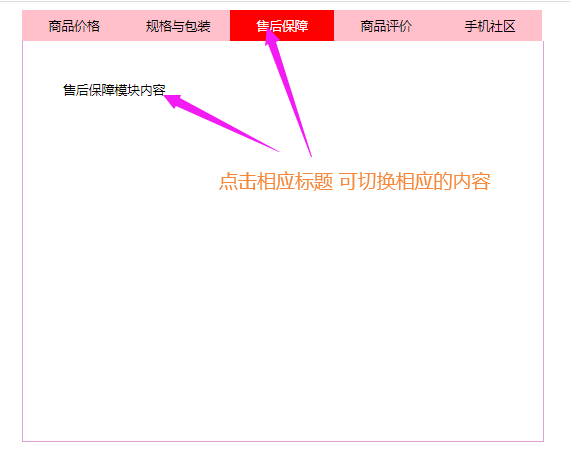 商品价格 规格与包装 售后保障 商品评价 手机社区
售后保障模块内容
点击相应标题 可切换相应的内容